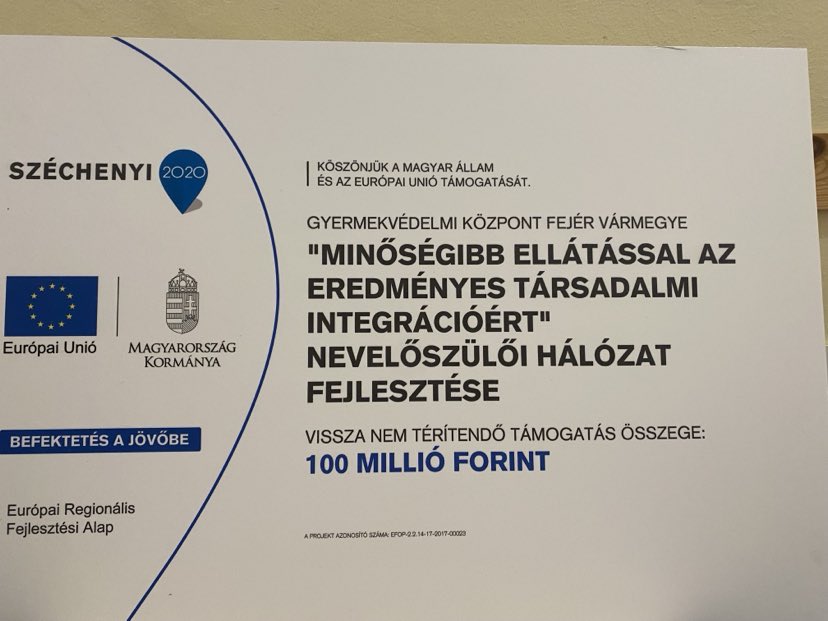 SZÉCHENYI 2020
Európai Unió
MAGYARORSZÁG
KORMÁNYA
BEFEKTETÉS A JÖVŐBE
Európai Regionális
Fejlesztési Alap
KÖSZÖNJÜK A MAGYAR ÁLLAM
ÉS AZ EURÓPAI UNIÓ TÁMOGATÁSÁT.
GYERMEKVÉDELMI KÖZPONT FEJÉR VÁRMEGYE
"MINŐSÉGIBB ELLÁTÁSSAL AZ
EREDMÉNYES TÁRSADALMI
INTEGRÁCIÓÉRT"
NEVELŐSZÜLŐI HÁLÓZAT
FEJLESZTÉSE
VISSZA NEM TÉRÍTENDŐ TÁMOGATÁS ÖSSZEGE:
100 MILLIÓ FORINT
A PROJEKT AZONOSÍTÓ SZÁMA: EFOP-2.2.14-17-2017-00023